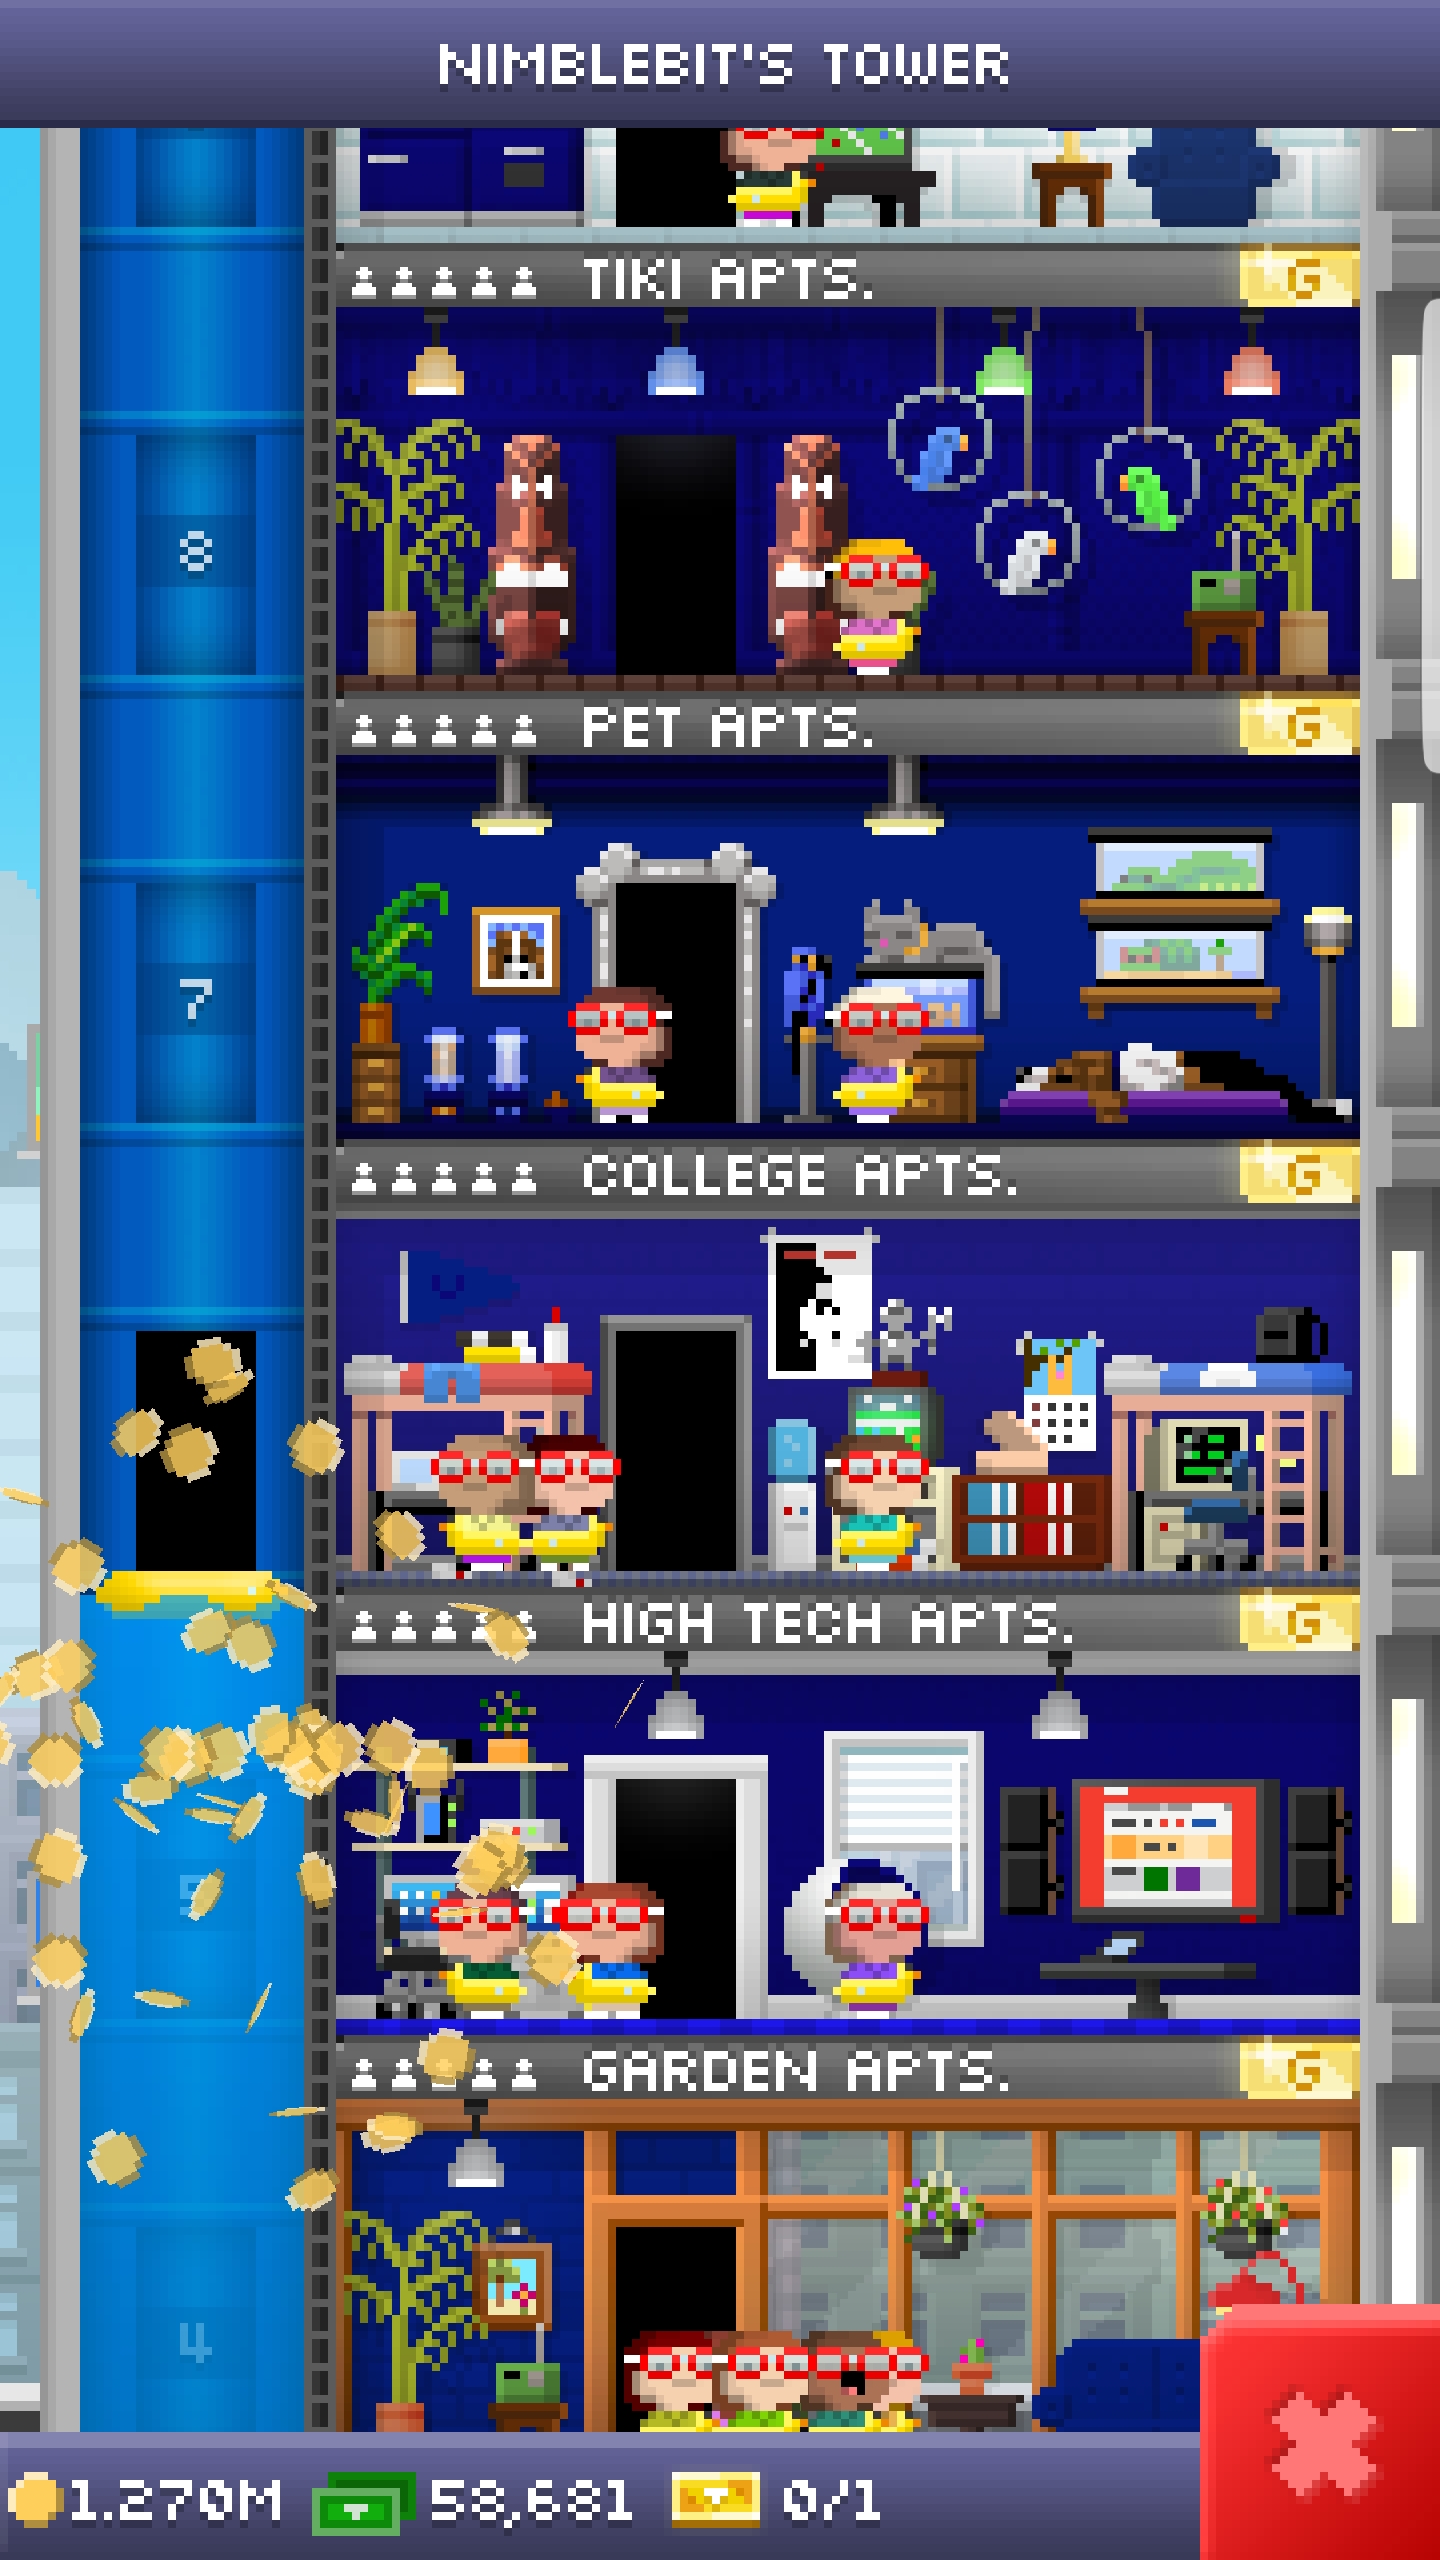 NIMBLEBIT'S TOWER
TIKI APTS. G
8
PET APTS. G
7
COLLEGE APTS. G
U
HIGH TECH APTS. G
5
GARDEN APTS. G
4
1.270M 58,681 0/1